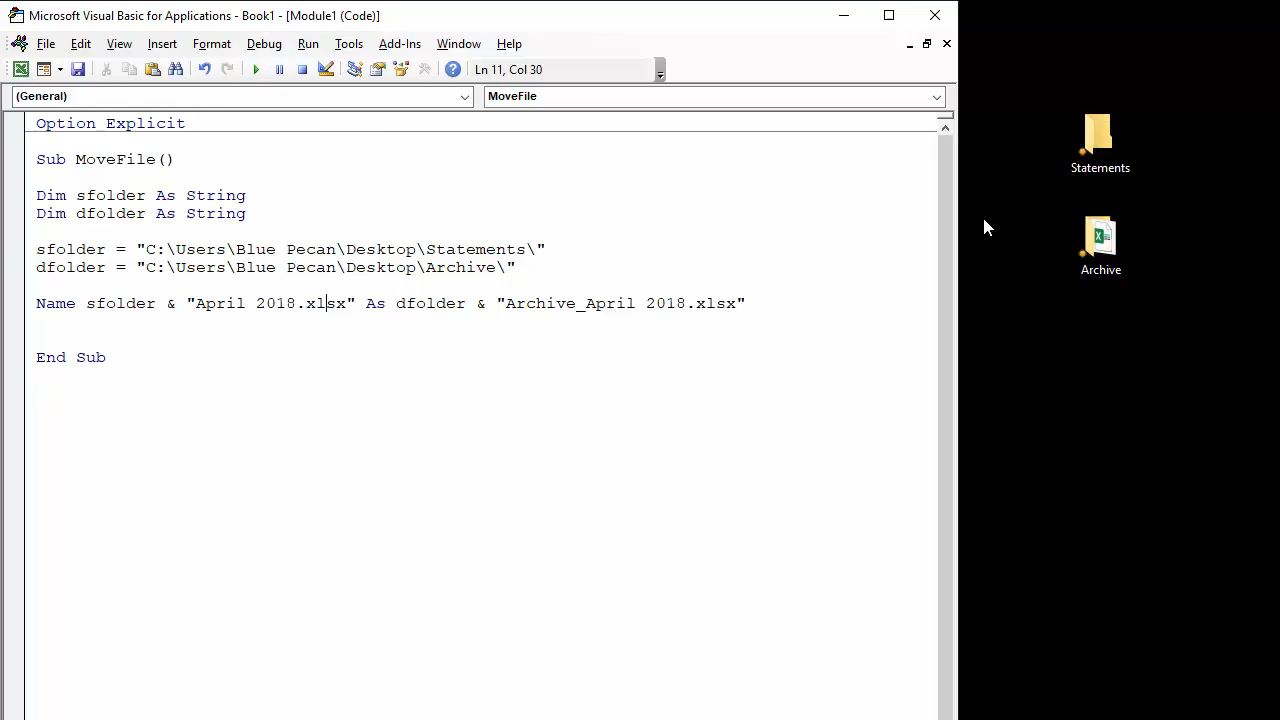 Microsoft Visual Basic for Applications - Book1 - [Module1 (Code)]
File Edit View Insert Format Debug Run Tools Add-Ins Window Help
Ln 11, Col 30
(General) MoveFile
Option Explicit
Sub MoveFile()
Dim sfolder As String
Dim dfolder As String
sfolder = "C:\Users\Blue Pecan\Desktop\Statements\"
dfolder = "C:\Users\Blue Pecan\Desktop\Archive\"
Name sfolder & "April 2018.xlsx" As dfolder & "Archive_April 2018.xlsx"
End Sub
Statements
Archive